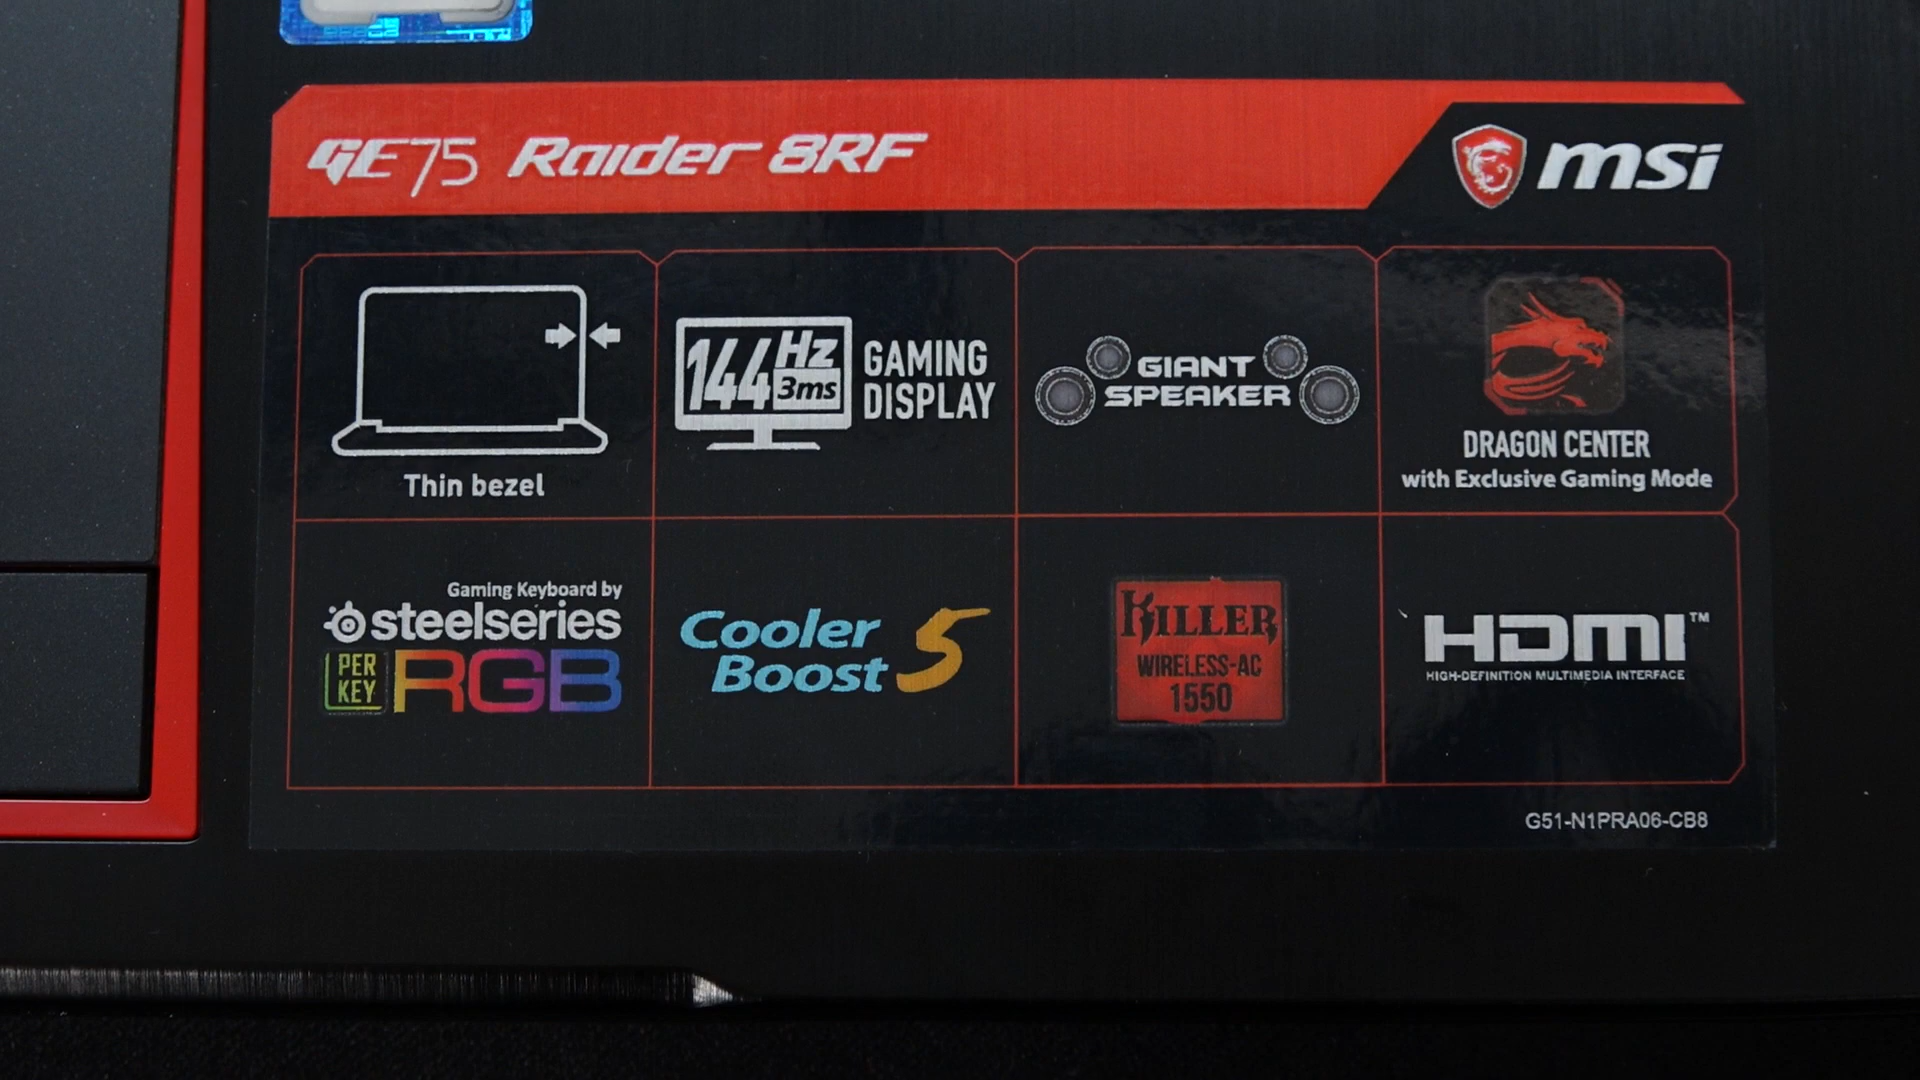 GE75 Raider 8RF
msi
Thin bezel
144Hz
3ms
GAMING
DISPLAY
GIANT
SPEAKER
DRAGON CENTER
with Exclusive Gaming Mode
Gaming Keyboard by
steelseries
PER
KEY
RGB
Cooler
Boost 5
KILLER
WIRELESS-AC
1550
HDMI™
HIGH-DEFINITION MULTIMEDIA INTERFACE
G51-N1PRA06-CB8